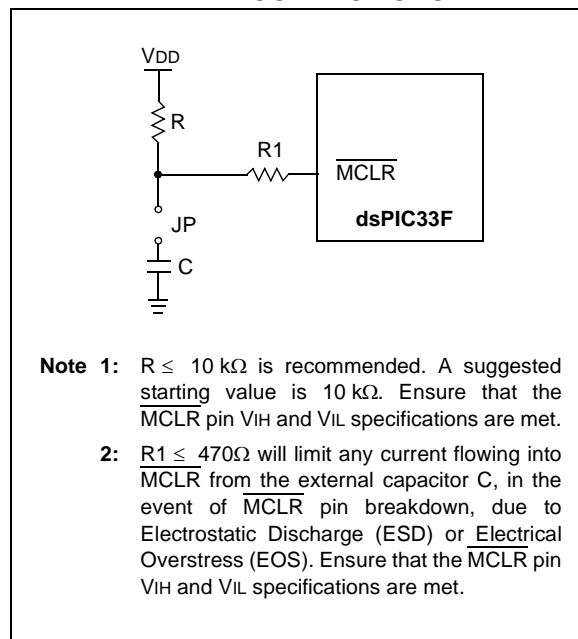 VDD
R
R1
MCLR
dsPIC33F
JP
C
Note 1: R ≤ 10 kΩ is recommended. A suggested
starting value is 10 kΩ. Ensure that the
MCLR pin VIH and VIL specifications are met.
2: R1 ≤ 470Ω will limit any current flowing into
MCLR from the external capacitor C, in the
event of MCLR pin breakdown, due to
Electrostatic Discharge (ESD) or Electrical
Overstress (EOS). Ensure that the MCLR pin
VIH and VIL specifications are met.